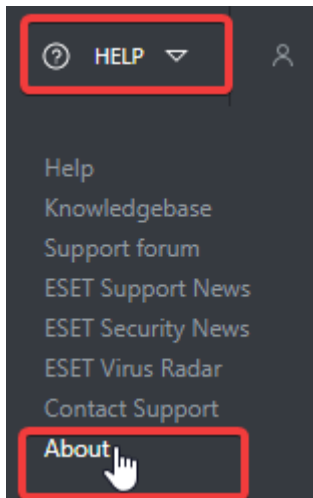 HELP
Help
Knowledgebase
Support forum
ESET Support News
ESET Security News
ESET Virus Radar
Contact Support
About